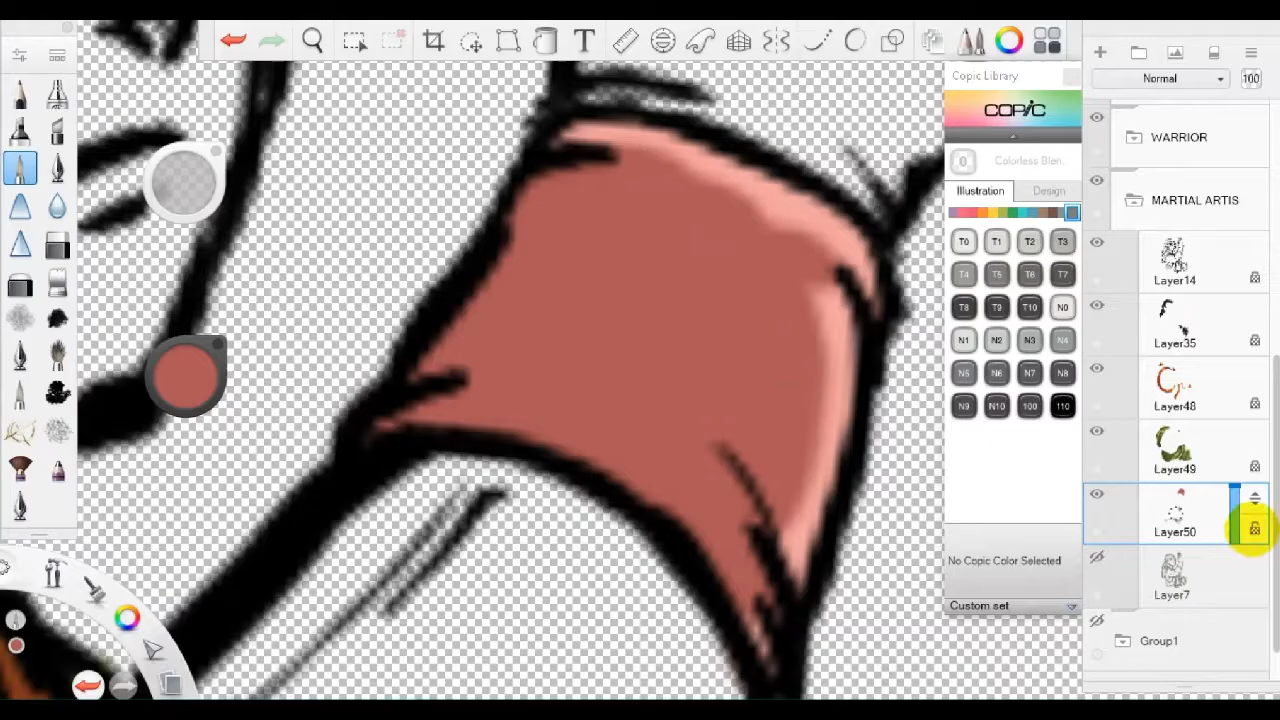 T
Copic Library
COPIC
0 Colorless Blen..
Illustration Design
T0 T1 T2 T3
T4 T5 T6 T7
T8 T9 T10 N0
N1 N2 N3 N4
N5 N6 N7 N8
N9 N10 100 110
No Copic Color Selected
Custom set
Normal 100
WARRIOR
MARTIAL ARTIS
Layer14
Layer35
Layer48
Layer49
Layer50
Layer7
Group1